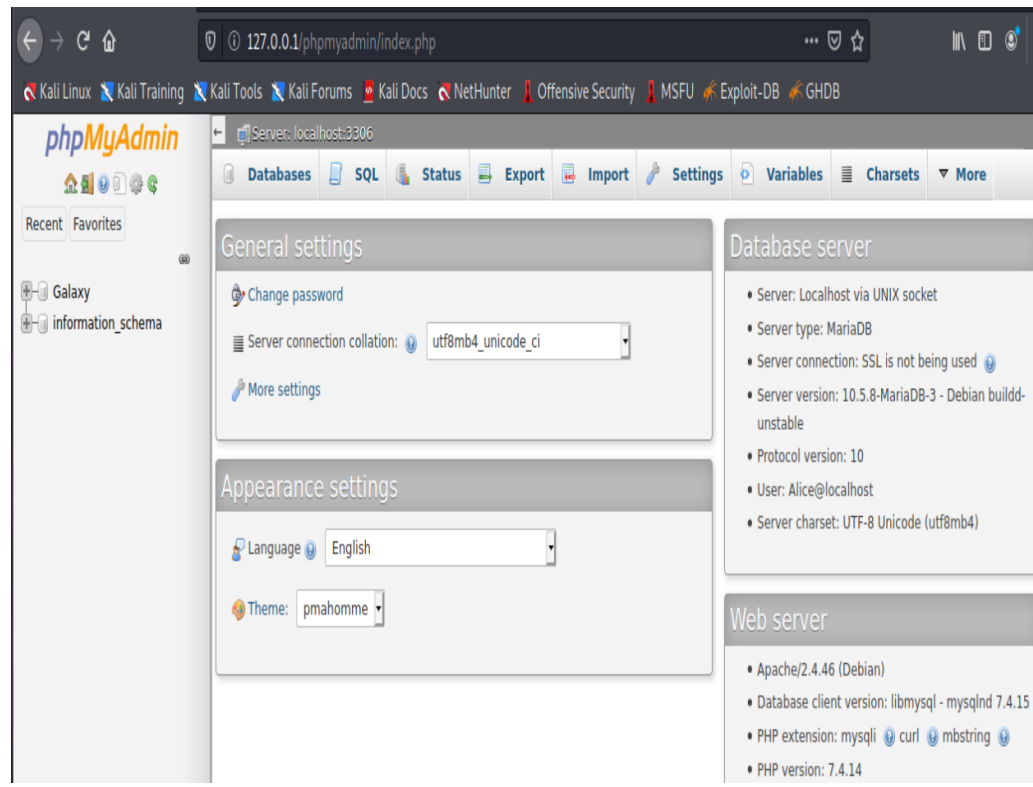 127.0.0.1/phpmyadmin/index.php
Kali Linux Kali Training Kali Tools Kali Forums Kali Docs NetHunter Offensive Security MSFU Exploit-DB GHDB
phpMyAdmin
Recent Favorites
Galaxy
information_schema
Server: localhost:3306
Databases SQL Status Export Import Settings Variables Charsets More
General settings
Change password
Server connection collation: utf8mb4_unicode_ci
More settings
Appearance settings
Language English
Theme: pmahomme
Database server
Server: Localhost via UNIX socket
Server type: MariaDB
Server connection: SSL is not being used
Server version: 10.5.8-MariaDB-3 - Debian buildd-
unstable
Protocol version: 10
User: Alice@localhost
Server charset: UTF-8 Unicode (utf8mb4)
Web server
Apache/2.4.46 (Debian)
Database client version: libmysql - mysqlnd 7.4.15
PHP extension: mysqli curl mbstring
PHP version: 7.4.14